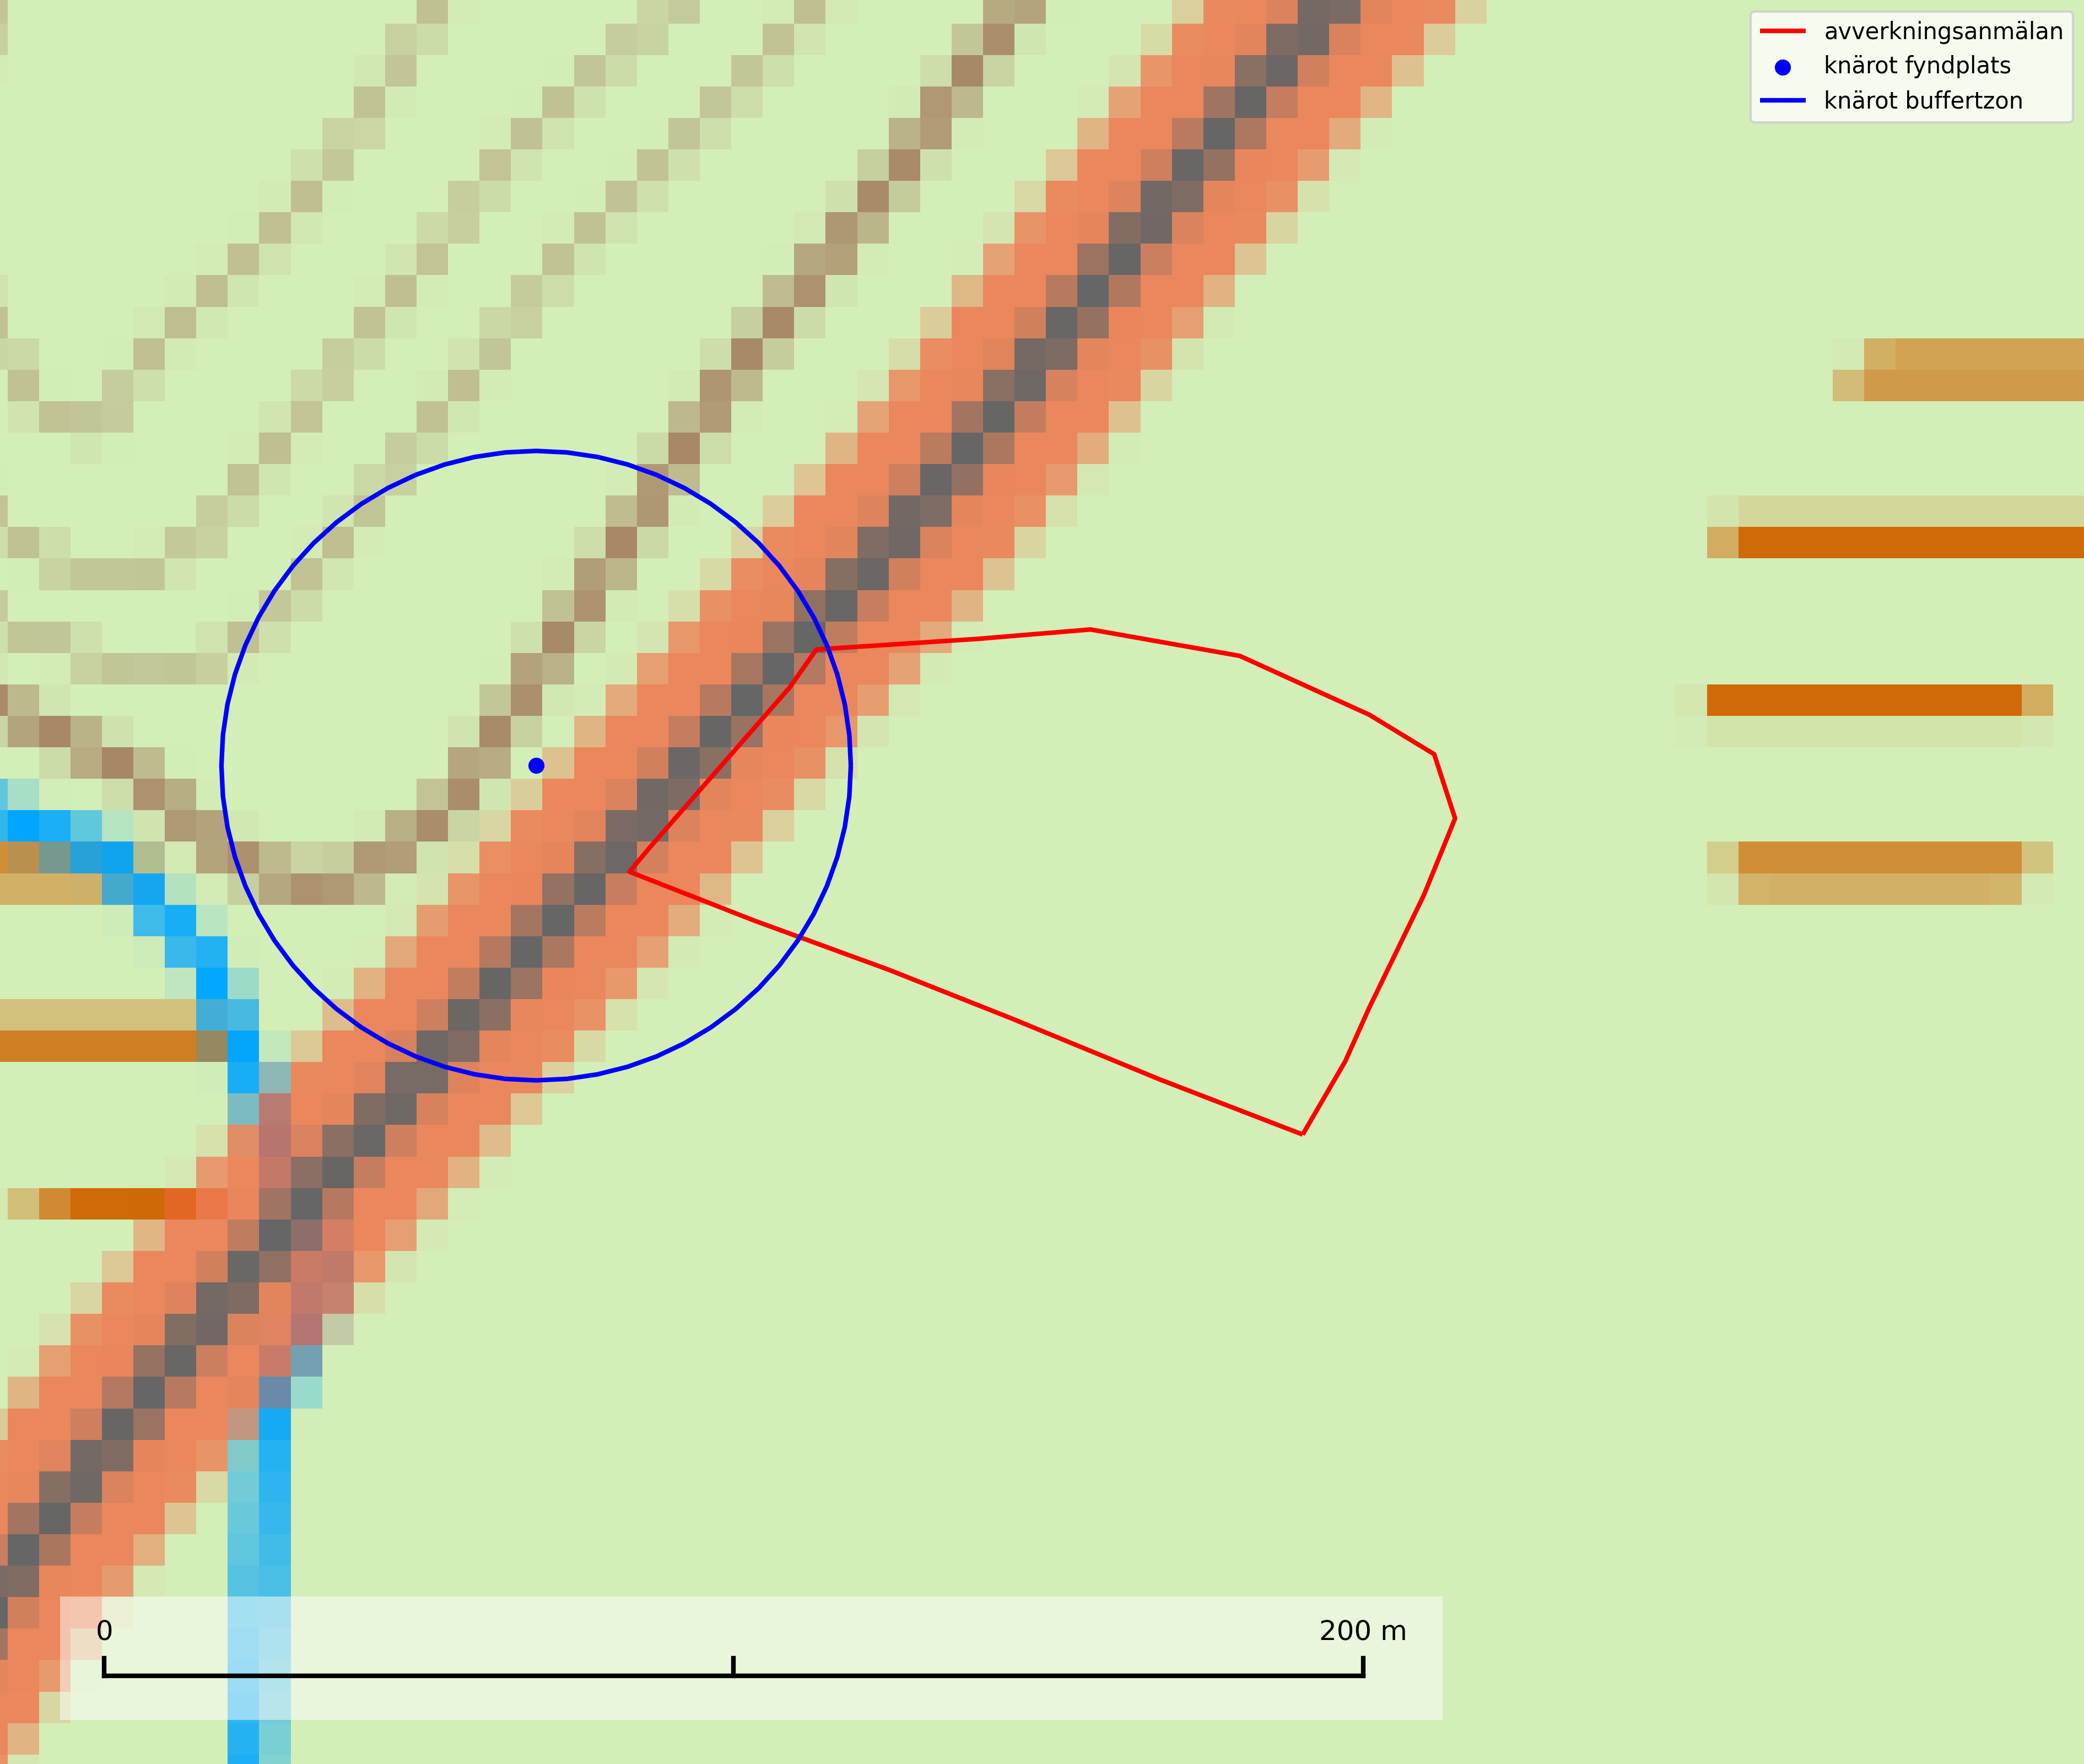 avverkningsanmälan
knärot fyndplats
knärot buffertzon
0 200 m